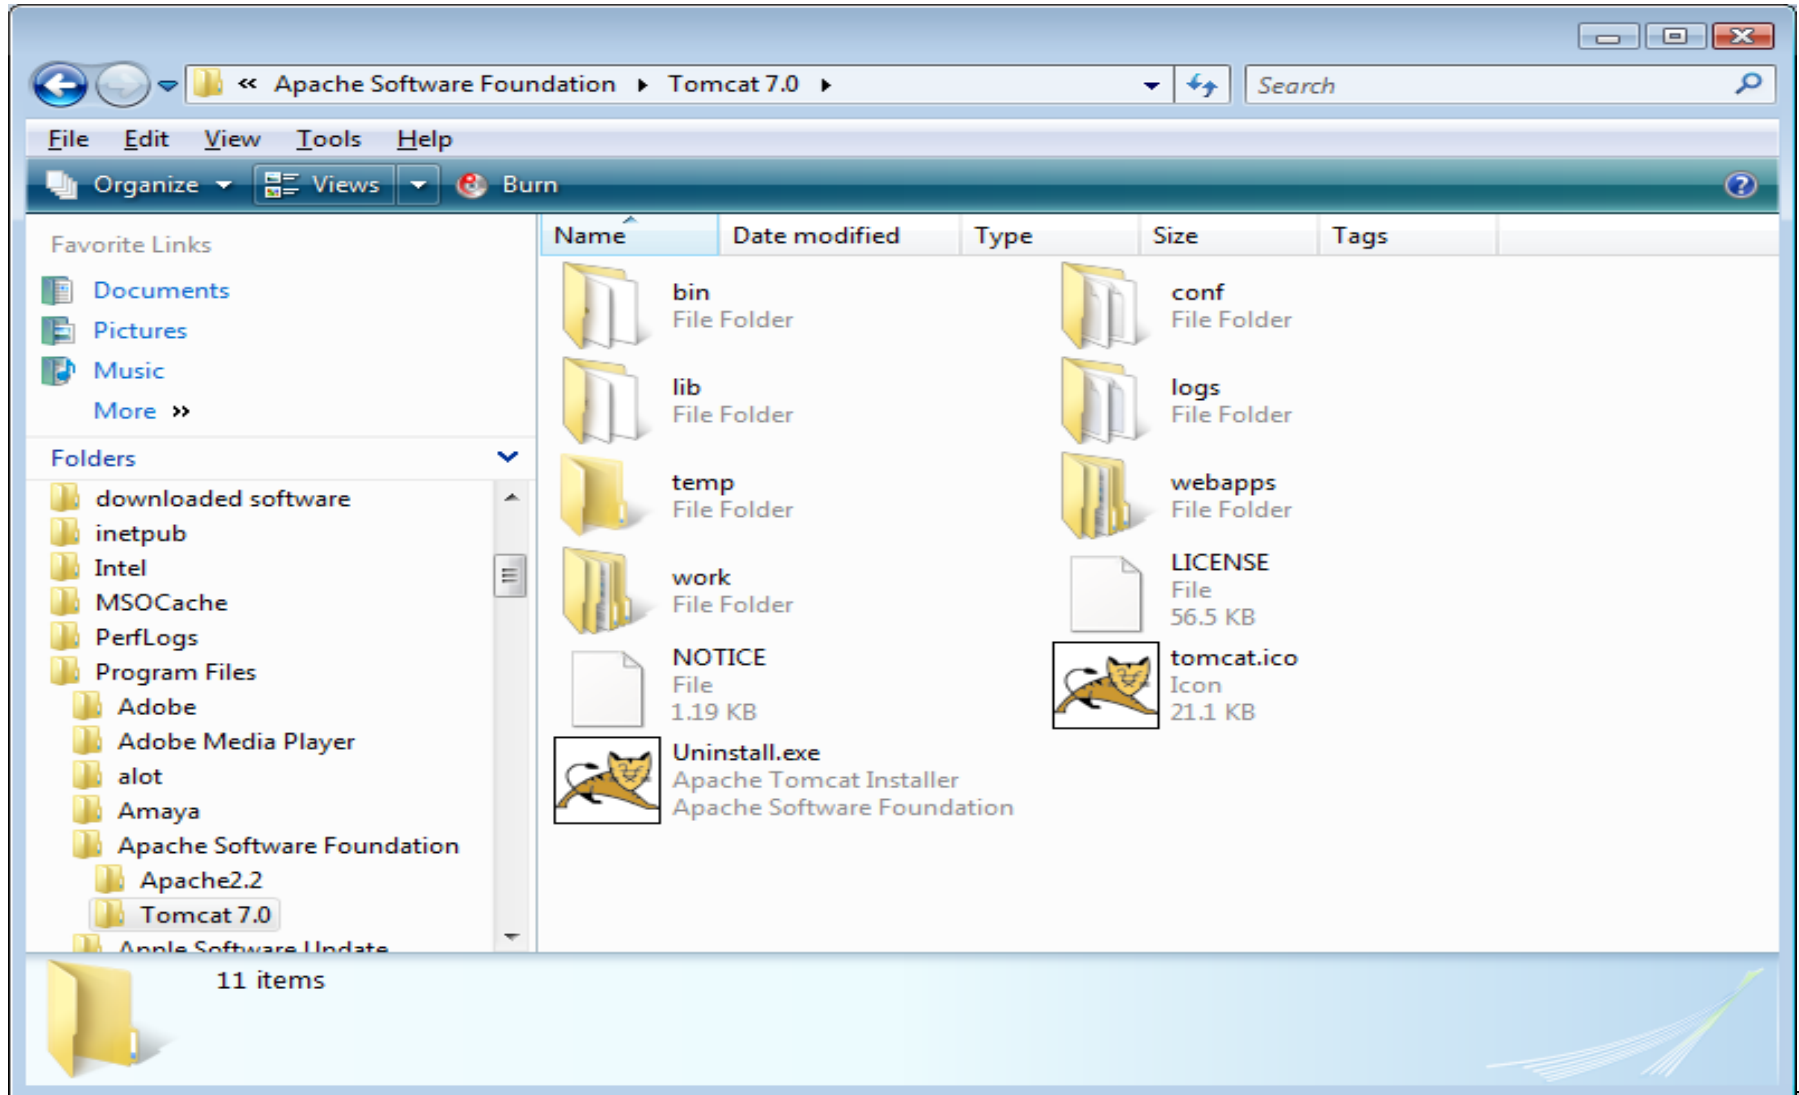 « Apache Software Foundation Tomcat 7.0
Search
File Edit View Tools Help
Organize Views Burn
Favorite Links
Documents
Pictures
Music
More »
Folders
downloaded software
inetpub
Intel
MSOCache
PerfLogs
Program Files
Adobe
Adobe Media Player
alot
Amaya
Apache Software Foundation
Apache2.2
Tomcat 7.0
Apple Software Update
Name Date modified Type Size Tags
bin
File Folder
conf
File Folder
lib
File Folder
logs
File Folder
temp
File Folder
webapps
File Folder
work
File Folder
LICENSE
File
56.5 KB
NOTICE
File
1.19 KB
tomcat.ico
Icon
21.1 KB
Uninstall.exe
Apache Tomcat Installer
Apache Software Foundation
11 items